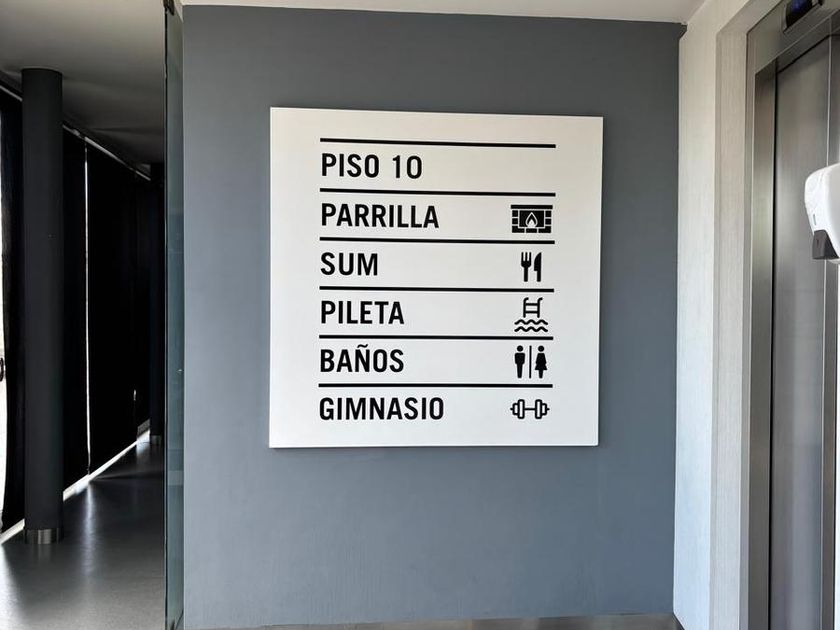 PISO 10
PARRILLA
SUM
PILETA
BAÑOS
GIMNASIO